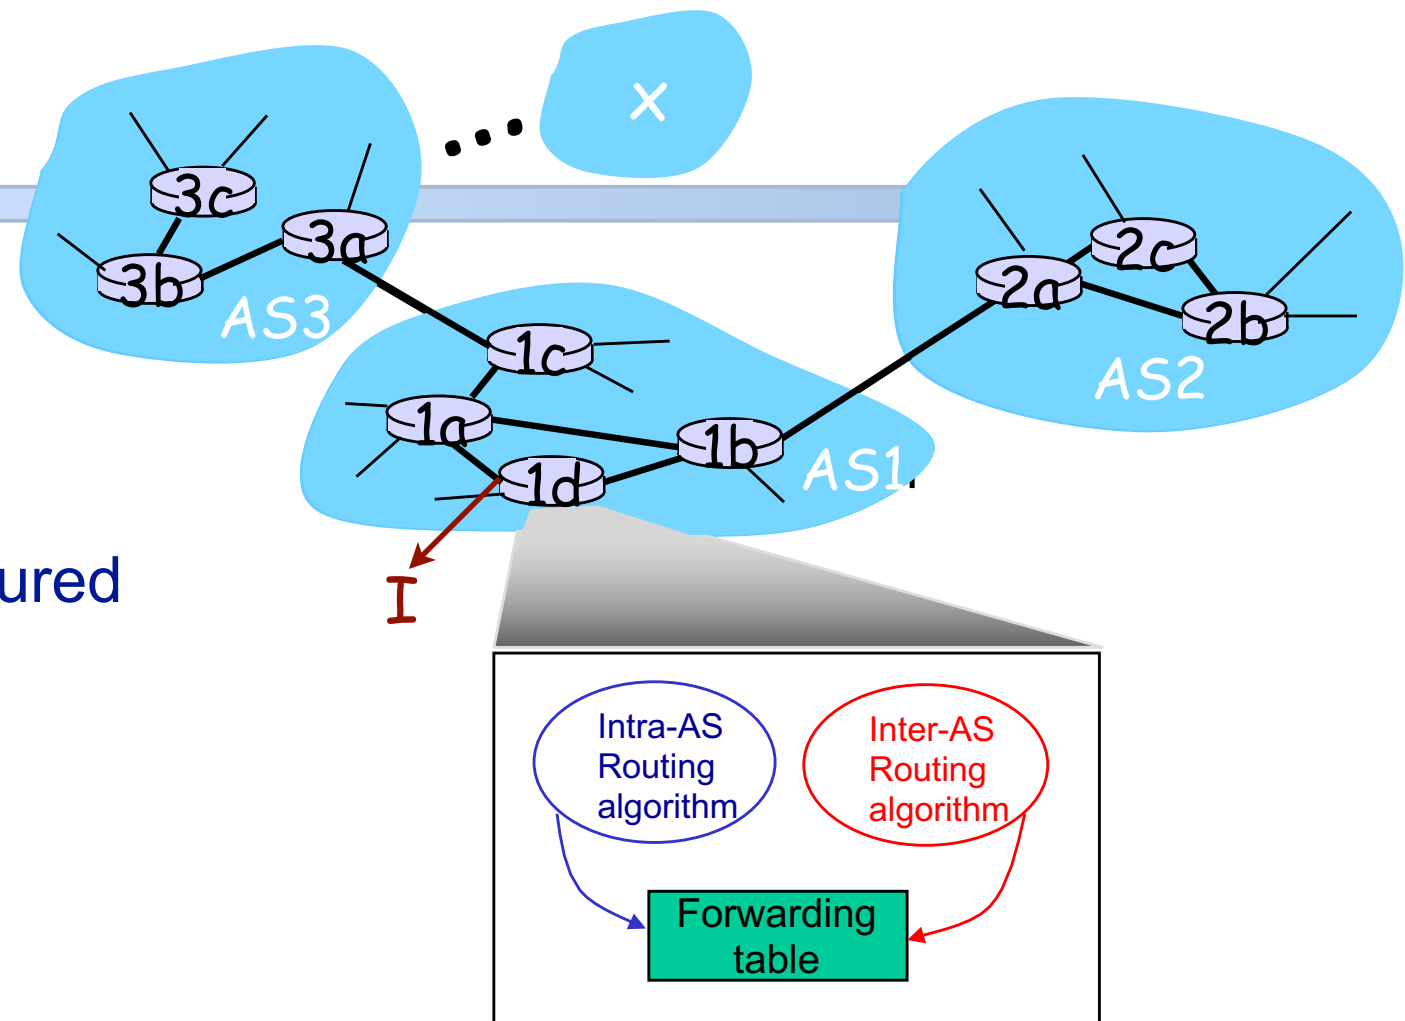 x
3c
3a
3b
AS3
2c
2a
2b
AS2
1c
1a
1b
1d
AS1
ured
I
Intra-AS
Routing
algorithm
Inter-AS
Routing
algorithm
Forwarding
table